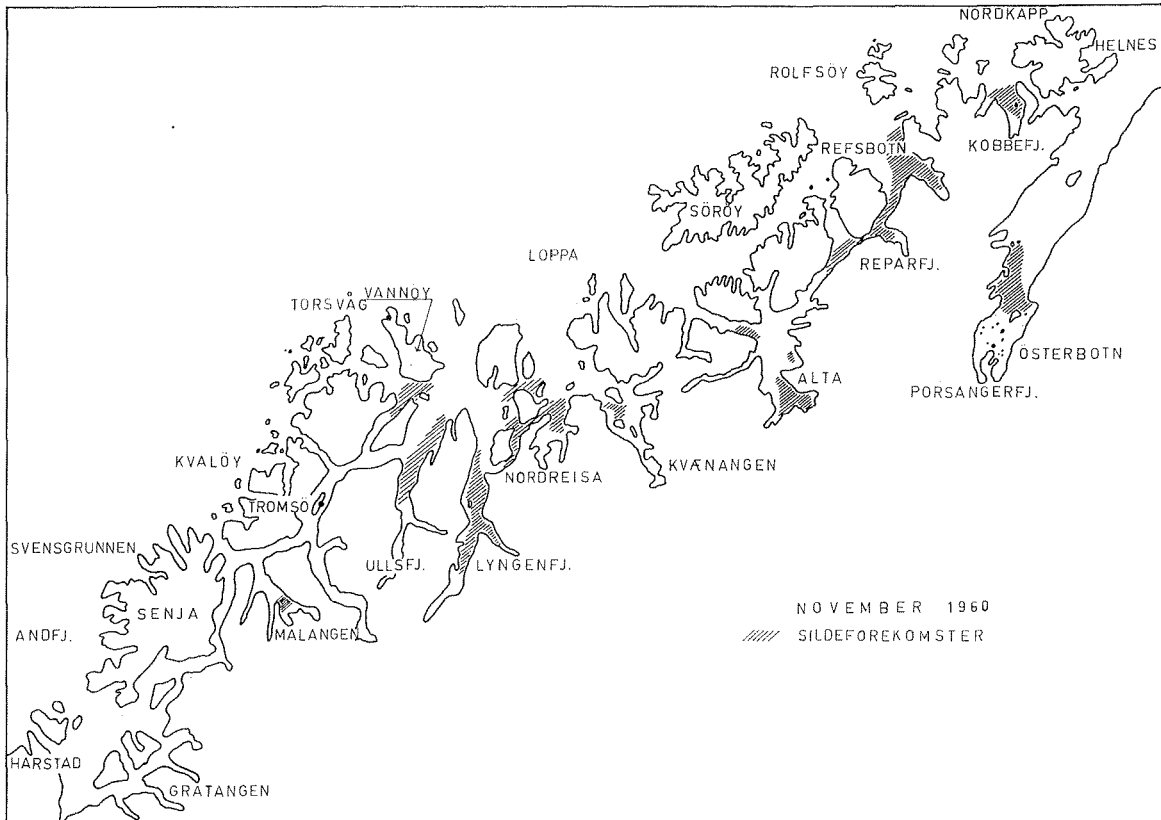 NORDKAPP
HELNES
ROLFSÖY
REFSBOTN
KOBBEFJ.
SÖRÖY
LOPPA
REPARFJ.
TORSVÅG
VANNÖY
ÖSTERBOTN
ALTA
PORSANGERFJ.
KVALÖY
NORDREISA
KVÆNANGEN
TROMSÖ
SVENSGRUNNEN
ULLSFJ.
LYNGENFJ.
SENJA
NOVEMBER 1960
ANDFJ.
MALANGEN
SILDEFOREKOMSTER
HARSTAD
GRATANGEN